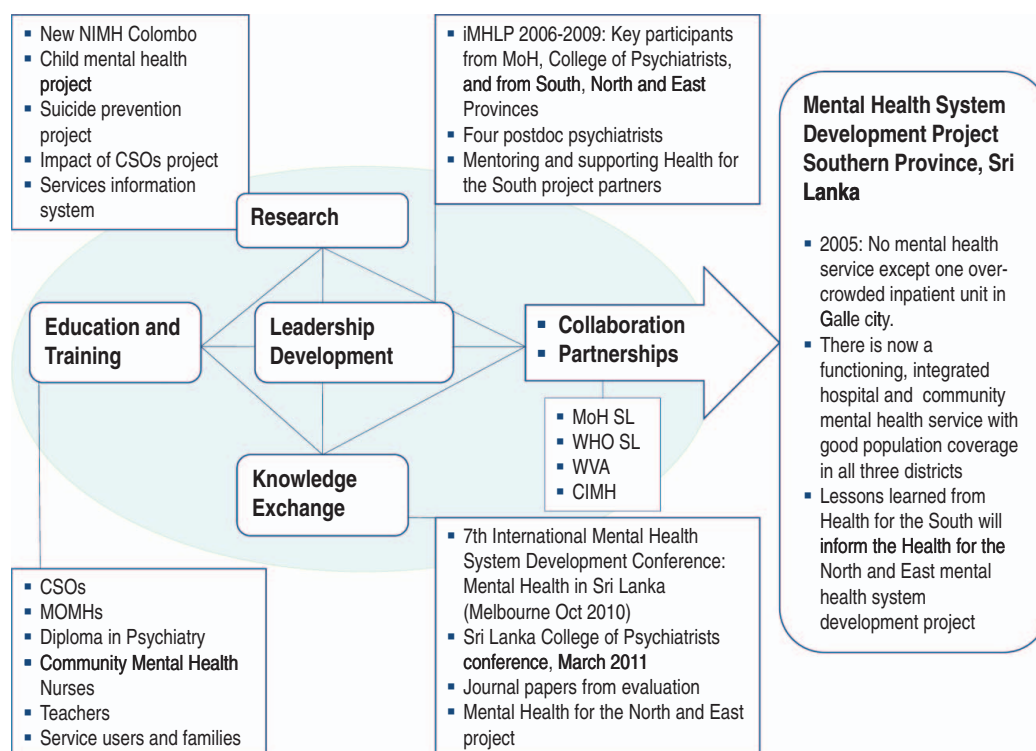 ▪ New NIMH Colombo
▪ Child mental health
project
▪ Suicide prevention
project
▪ Impact of CSOs project
▪ Services information
system
▪ iMHLP 2006-2009: Key participants
from MoH, College of Psychiatrists,
and from South, North and East
Provinces
▪ Four postdoc psychiatrists
▪ Mentoring and supporting Health for
the South project partners
Research
Education and
Training
Leadership
Development
▪ Collaboration
▪ Partnerships
▪ MoH SL
▪ WHO SL
▪ WVA
▪ CIMH
Knowledge
Exchange
▪ CSOs
▪ MOMHs
▪ Diploma in Psychiatry
▪ Community Mental Health
Nurses
▪ Teachers
▪ Service users and families
▪ 7th International Mental Health
System Development Conference:
Mental Health in Sri Lanka
(Melbourne Oct 2010)
▪ Sri Lanka College of Psychiatrists
conference, March 2011
▪ Journal papers from evaluation
▪ Mental Health for the North and East
project
Mental Health System
Development Project
Southern Province, Sri
Lanka
▪ 2005: No mental health
service except one over-
crowded inpatient unit in
Galle city.
▪ There is now a
functioning, integrated
hospital and community
mental health service with
good population coverage
in all three districts
▪ Lessons learned from
Health for the South will
inform the Health for the
North and East mental
health system
development project